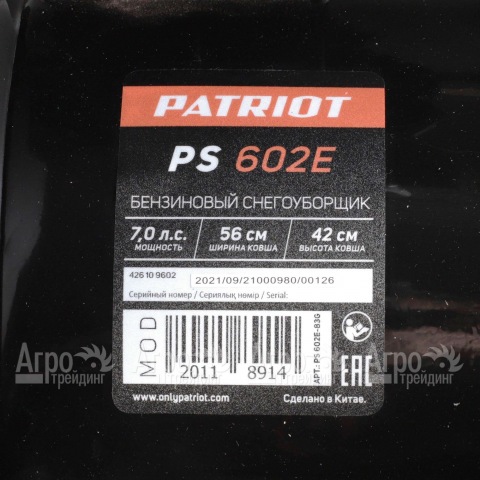 PATRIOT
PS 602E
БЕНЗИНОВЫЙ СНЕГОУБОРЩИК
7,0 л.с. 56 см 42 см
МОЩНОСТЬ ШИРИНА КОВША ВЫСОТА КОВША
426 10 9602 2021/09/21000980/00126
Серийный номер / Сериялық нөмір / Serial:
MOD
2011 8914
АРТ.: PS 602E-83G
EAC
www.onlypatriot.com Сделано в Китае.
Агро трейдинг
Агро трейдинг
Агро трейдинг